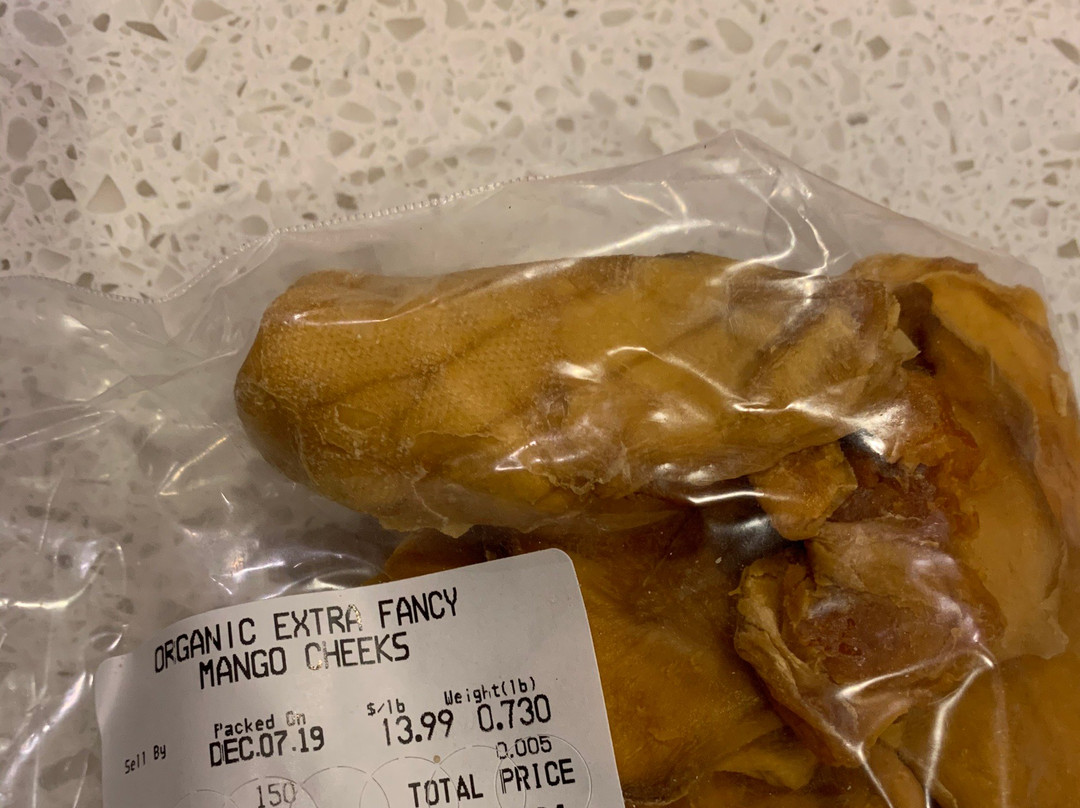 ORGANIC EXTRA FANCY
MANGO CHEEKS
Sell By Packed On $/lb Weight(lb)
DEC.07.19 13.99 0.730
0.005
150 TOTAL PRICE